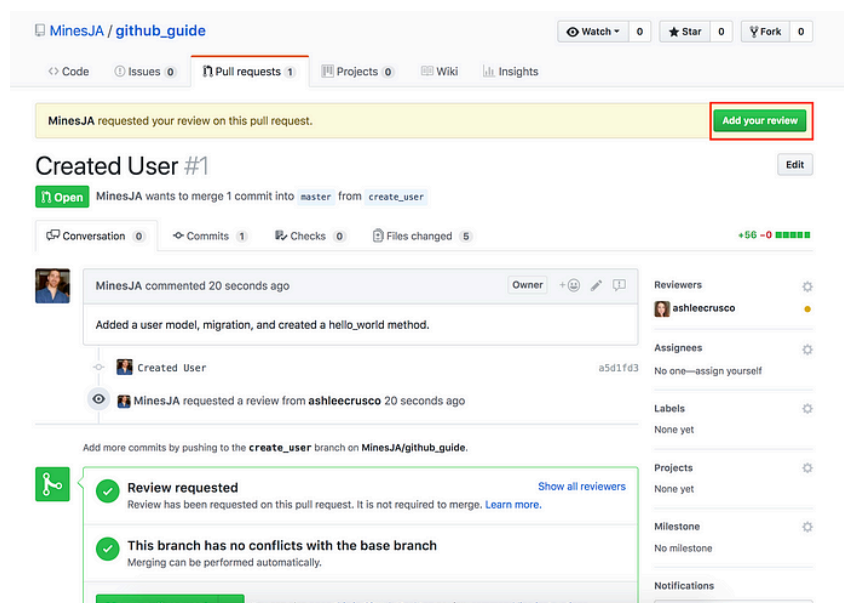 MinesJA / github_guide
Watch 0 Star 0 Fork 0
Code Issues 0 Pull requests 1 Projects 0 Wiki Insights
MinesJA requested your review on this pull request. Add your review
Created User #1 Edit
Open MinesJA wants to merge 1 commit into master from create_user
Conversation 0 Commits 1 Checks 0 Files changed 5 +56 −0
MinesJA commented 20 seconds ago Owner
Added a user model, migration, and created a hello_world method.
Created User a5d1fd3
MinesJA requested a review from ashleecrusco 20 seconds ago
Add more commits by pushing to the create_user branch on MinesJA/github_guide.
Review requested Show all reviewers
Review has been requested on this pull request. It is not required to merge. Learn more.
This branch has no conflicts with the base branch
Merging can be performed automatically.
Reviewers
ashleecrusco
Assignees
No one—assign yourself
Labels
None yet
Projects
None yet
Milestone
No milestone
Notifications